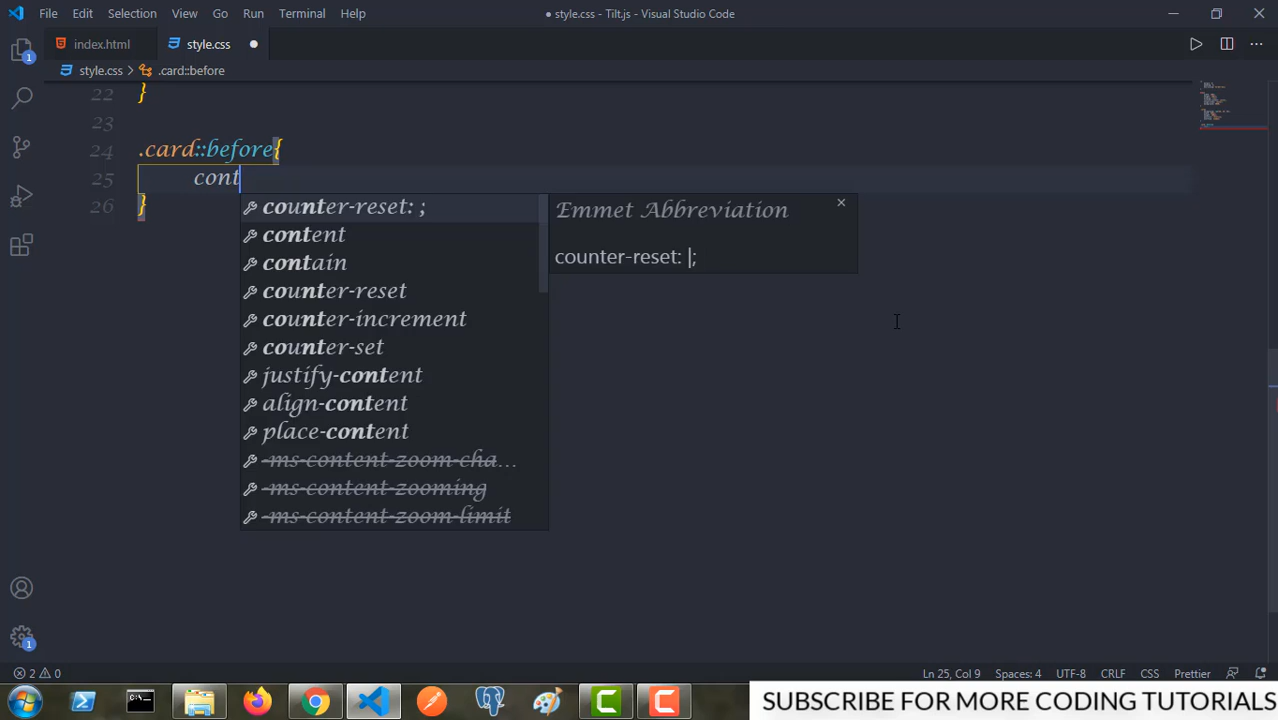 File Edit Selection View Go Run Terminal Help
● style.css - Tilt.js - Visual Studio Code
index.html style.css ●
style.css > .card::before
22 }
23
24 .card::before{
25 cont
26 }
counter-reset: ;
content
contain
counter-reset
counter-increment
counter-set
justify-content
align-content
place-content
-ms-content-zoom-cha...
-ms-content-zooming
-ms-content-zoom-limit
Emmet Abbreviation
counter-reset: |;
1
1
2 0
Ln 25, Col 9 Spaces: 4 UTF-8 CRLF CSS Prettier
SUBSCRIBE FOR MORE CODING TUTORIALS